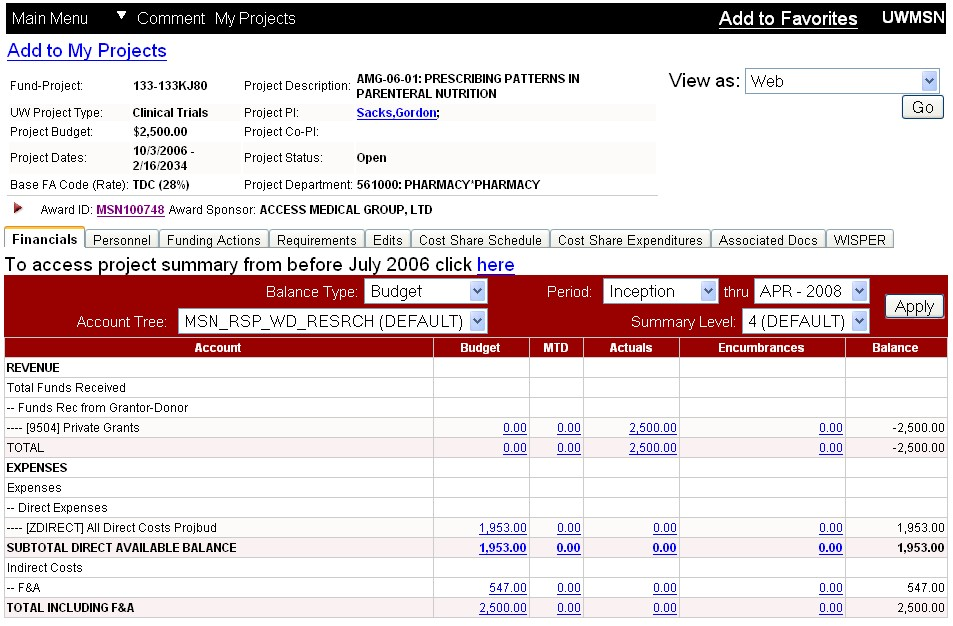 Main Menu ▼ Comment My Projects Add to Favorites UWMSN
Add to My Projects
Fund-Project: 133-133KJ80 Project Description: AMG-06-01: PRESCRIBING PATTERNS IN
PARENTERAL NUTRITION
View as: Web
Go
UW Project Type: Clinical Trials Project PI: Sacks,Gordon;
Project Budget: $2,500.00 Project Co-PI:
Project Dates: 10/3/2006 -
2/16/2034 Project Status: Open
Base FA Code (Rate): TDC (28%) Project Department: 561000: PHARMACY*PHARMACY
Award ID: MSN100748 Award Sponsor: ACCESS MEDICAL GROUP, LTD
Financials Personnel Funding Actions Requirements Edits Cost Share Schedule Cost Share Expenditures Associated Docs WISPER
To access project summary from before July 2006 click here
Balance Type: Budget Period: Inception thru APR - 2008
Apply
Account Tree: MSN_RSP_WD_RESRCH (DEFAULT) Summary Level: 4 (DEFAULT)
Account Budget MTD Actuals Encumbrances Balance
REVENUE
Total Funds Received
-- Funds Rec from Grantor-Donor
---- [9504] Private Grants 0.00 0.00 2,500.00 0.00 -2,500.00
TOTAL 0.00 0.00 2,500.00 0.00 -2,500.00
EXPENSES
Expenses
-- Direct Expenses
---- [ZDIRECT] All Direct Costs Projbud 1,953.00 0.00 0.00 0.00 1,953.00
SUBTOTAL DIRECT AVAILABLE BALANCE 1,953.00 0.00 0.00 0.00 1,953.00
Indirect Costs
-- F&A 547.00 0.00 0.00 0.00 547.00
TOTAL INCLUDING F&A 2,500.00 0.00 0.00 0.00 2,500.00